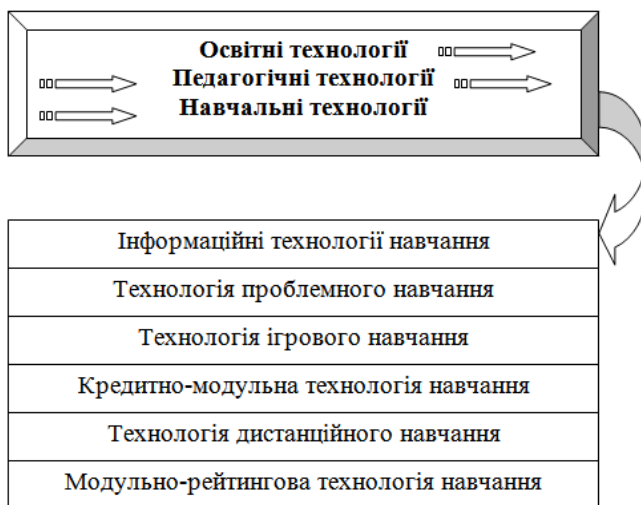 Освітні технології
Педагогічні технології
Навчальні технології
Інформаційні технології навчання
Технологія проблемного навчання
Технологія ігрового навчання
Кредитно-модульна технологія навчання
Технологія дистанційного навчання
Модульно-рейтингова технологія навчання